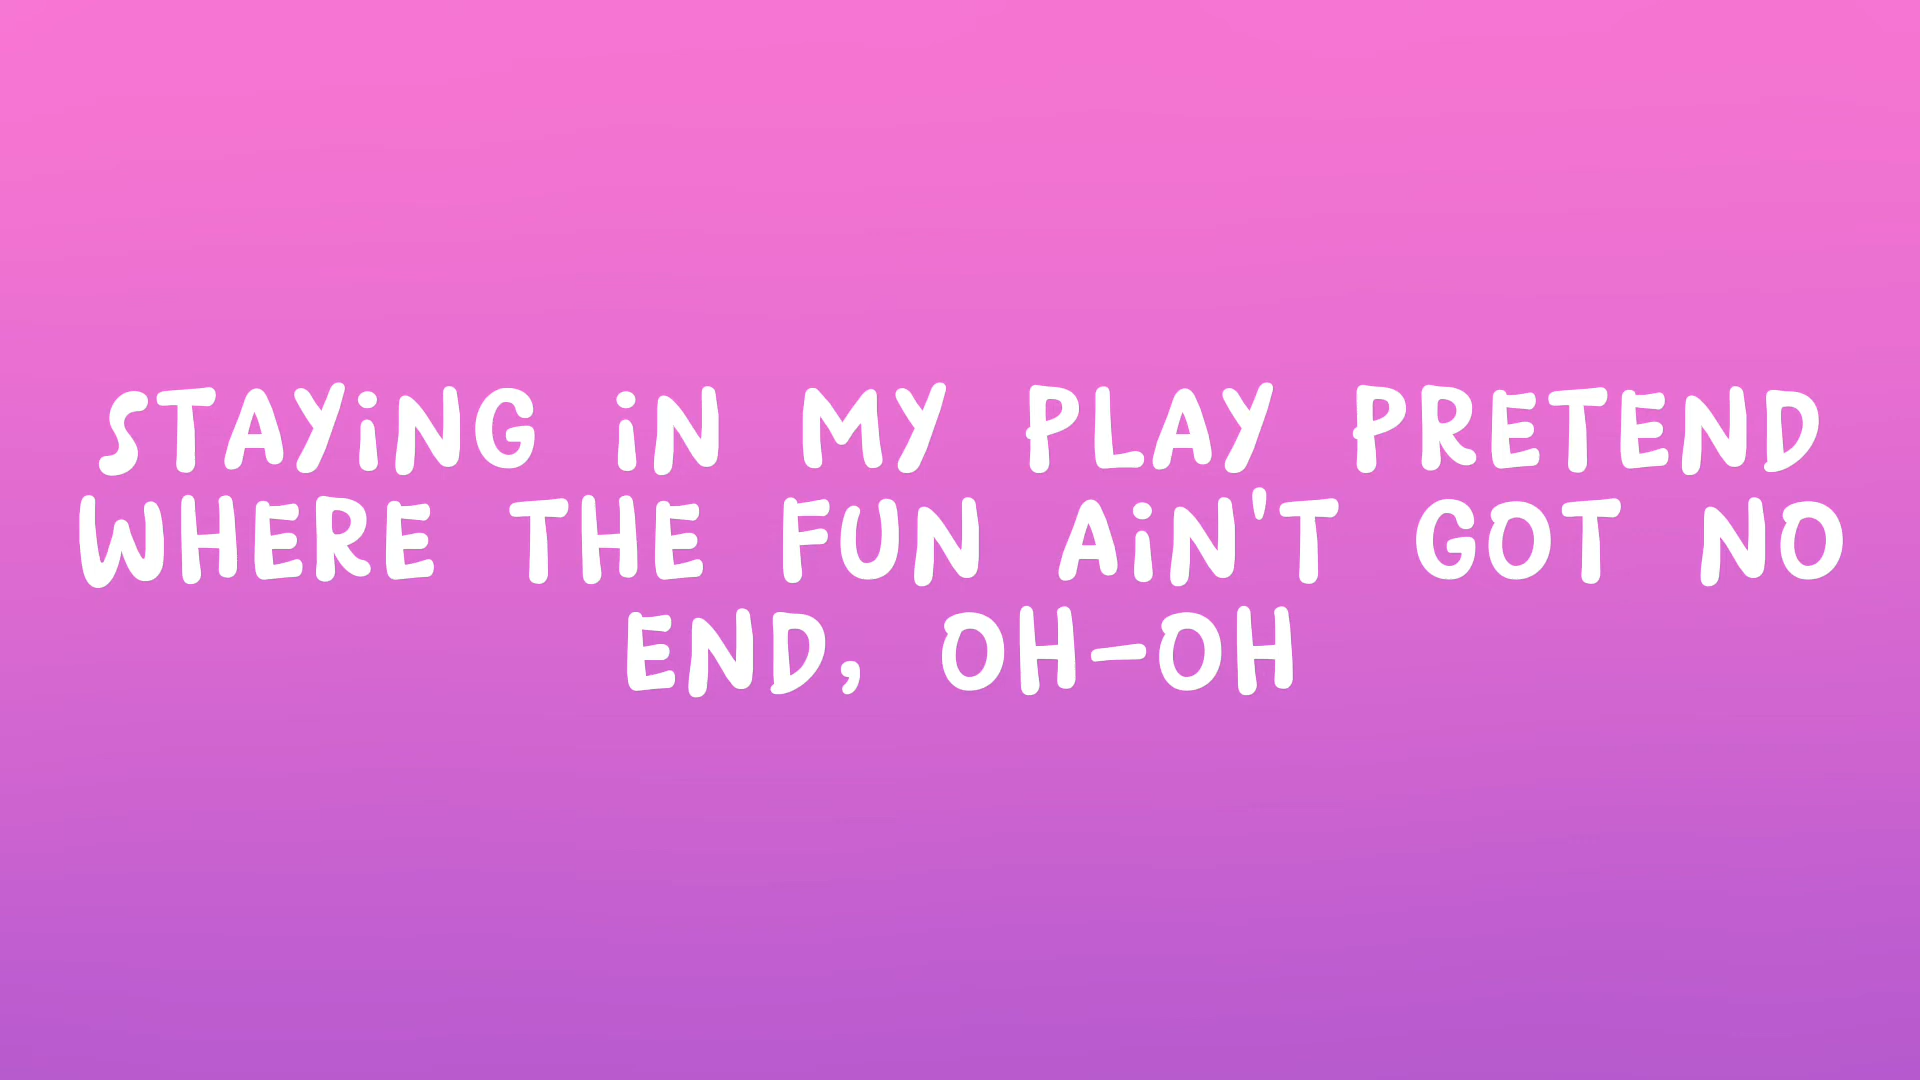 STAYiNG iN MY PLAY PRETEND
WHERE THE FUN AiN'T GOT NO
END, OH-OH